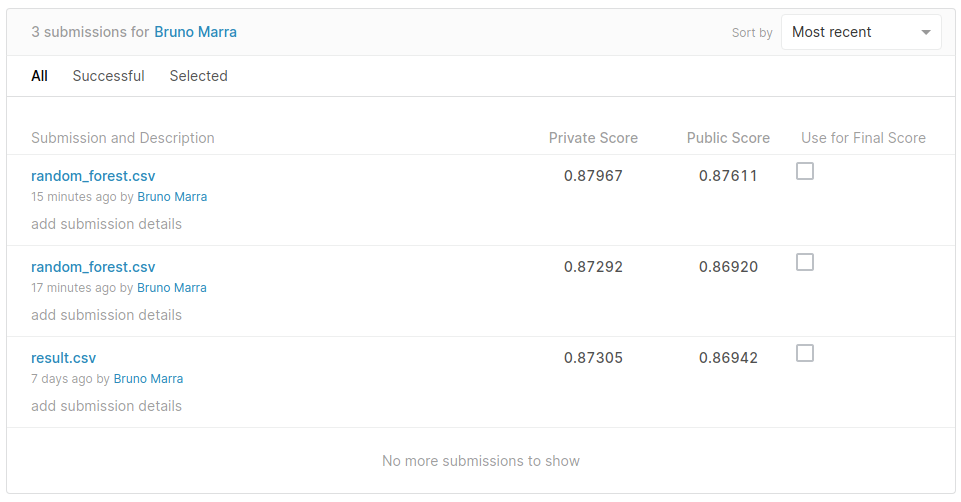 3 submissions for Bruno Marra
Sort by Most recent
All Successful Selected
Submission and Description Private Score Public Score Use for Final Score
random_forest.csv 0.87967 0.87611
15 minutes ago by Bruno Marra
add submission details
random_forest.csv 0.87292 0.86920
17 minutes ago by Bruno Marra
add submission details
result.csv 0.87305 0.86942
7 days ago by Bruno Marra
add submission details
No more submissions to show